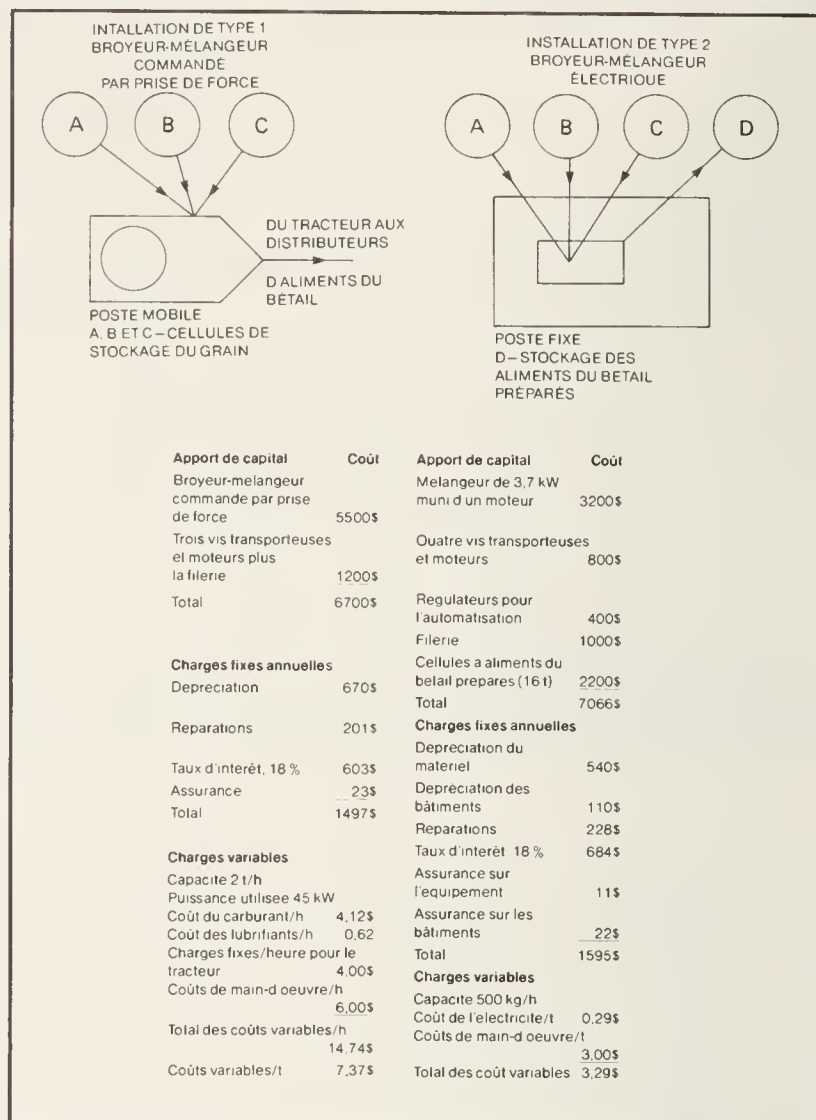 INTALLATION DE TYPE 1
BROYEUR-MÉLANGEUR
COMMANDÉ
PAR PRISE DE FORCE
A B C
DU TRACTEUR AUX
DISTRIBUTEURS
D ALIMENTS DU
BÉTAIL
POSTE MOBILE
A, B ET C–CELLULES DE
STOCKAGE DU GRAIN
INSTALLATION DE TYPE 2
BROYEUR-MÉLANGEUR
ÉLECTRIQUE
A B C D
POSTE FIXE
D–STOCKAGE DES
ALIMENTS DU BETAIL
PRÉPARÉS
Apport de capital Coût
Broyeur-melangeur
commande par prise
de force 5500$
Trois vis transporteuses
et moteurs plus
la filerie 1200$
Total 6700$
Charges fixes annuelles
Depreciation 670$
Reparations 201$
Taux d'interêt, 18 % 603$
Assurance 23$
Total 1497$
Charges variables
Capacite 2 t/h
Puissance utilisee 45 kW
Coût du carburant/h 4,12$
Coût des lubrifiants/h 0,62
Charges fixes/heure pour le
tracteur 4,00$
Coûts de main-d oeuvre/h
6,00$
Total des coûts variables/h
14,74$
Coûts variables/t 7,37$
Apport de capital Coût
Melangeur de 3,7 kW
muni d un moteur 3200$
Quatre vis transporteuses
et moteurs 800$
Regulateurs pour
l'automatisation 400$
Filerie 1000$
Cellules a aliments du
betail prepares (16 t) 2200$
Total 7066$
Charges fixes annuelles
Depreciation du
materiel 540$
Depréciation des
bâtiments 110$
Reparations 228$
Taux d'interêt 18 % 684$
Assurance sur
l'equipement 11$
Assurance sur les
bâtiments 22$
Total 1595$
Charges variables
Capacite 500 kg/h
Coût de l'electricite/t 0,29$
Coûts de main-d oeuvre/t
3,00$
Total des coût variables 3,29$